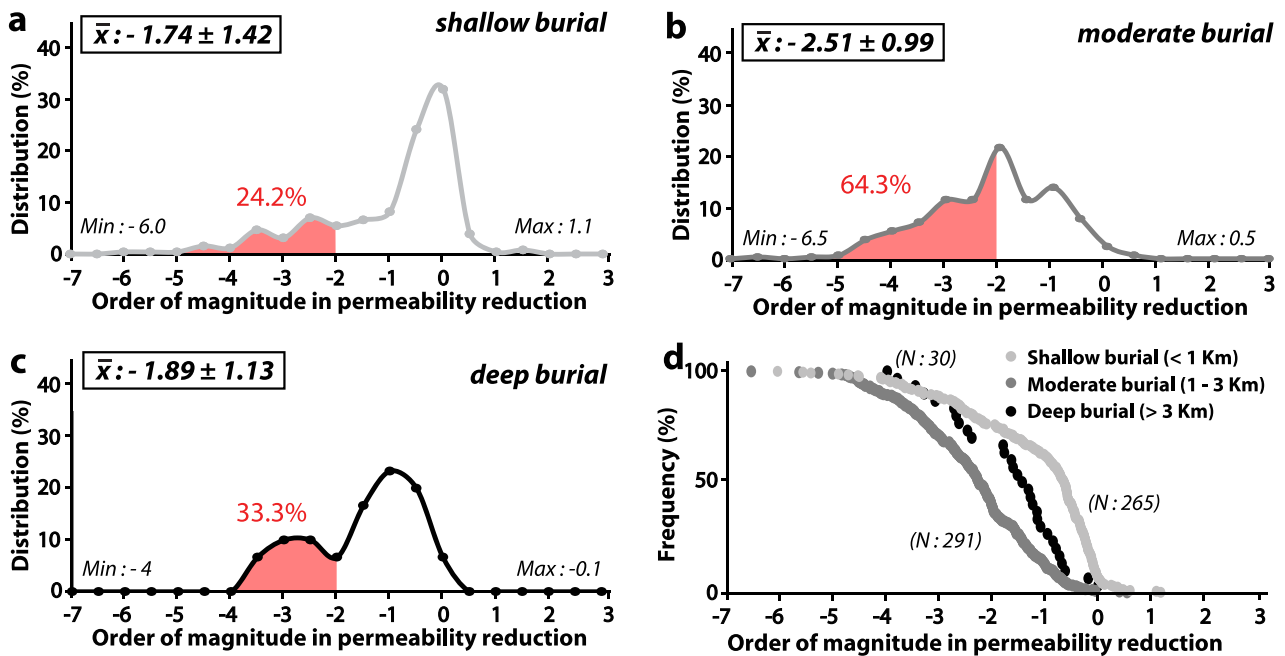 a
x̄ : - 1.74 ± 1.42
shallow burial
Distribution (%)
40
30
20
10
0
24.2%
Min : - 6.0
Max : 1.1
-7 -6 -5 -4 -3 -2 -1 0 1 2 3
Order of magnitude in permeability reduction
b
x̄ : - 2.51 ± 0.99
moderate burial
Distribution (%)
40
30
20
10
0
64.3%
Min : - 6.5
Max : 0.5
-7 -6 -5 -4 -3 -2 -1 0 1 2 3
Order of magnitude in permeability reduction
c
x̄ : - 1.89 ± 1.13
deep burial
Distribution (%)
40
30
20
10
0
33.3%
Min : - 4
Max : -0.1
-7 -6 -5 -4 -3 -2 -1 0 1 2 3
Order of magnitude in permeability reduction
d
(N : 30)
Shallow burial (< 1 Km)
Moderate burial (1 - 3 Km)
Deep burial (> 3 Km)
Frequency (%)
100
50
0
(N : 265)
(N : 291)
-7 -6 -5 -4 -3 -2 -1 0 1 2 3
Order of magnitude in permeability reduction